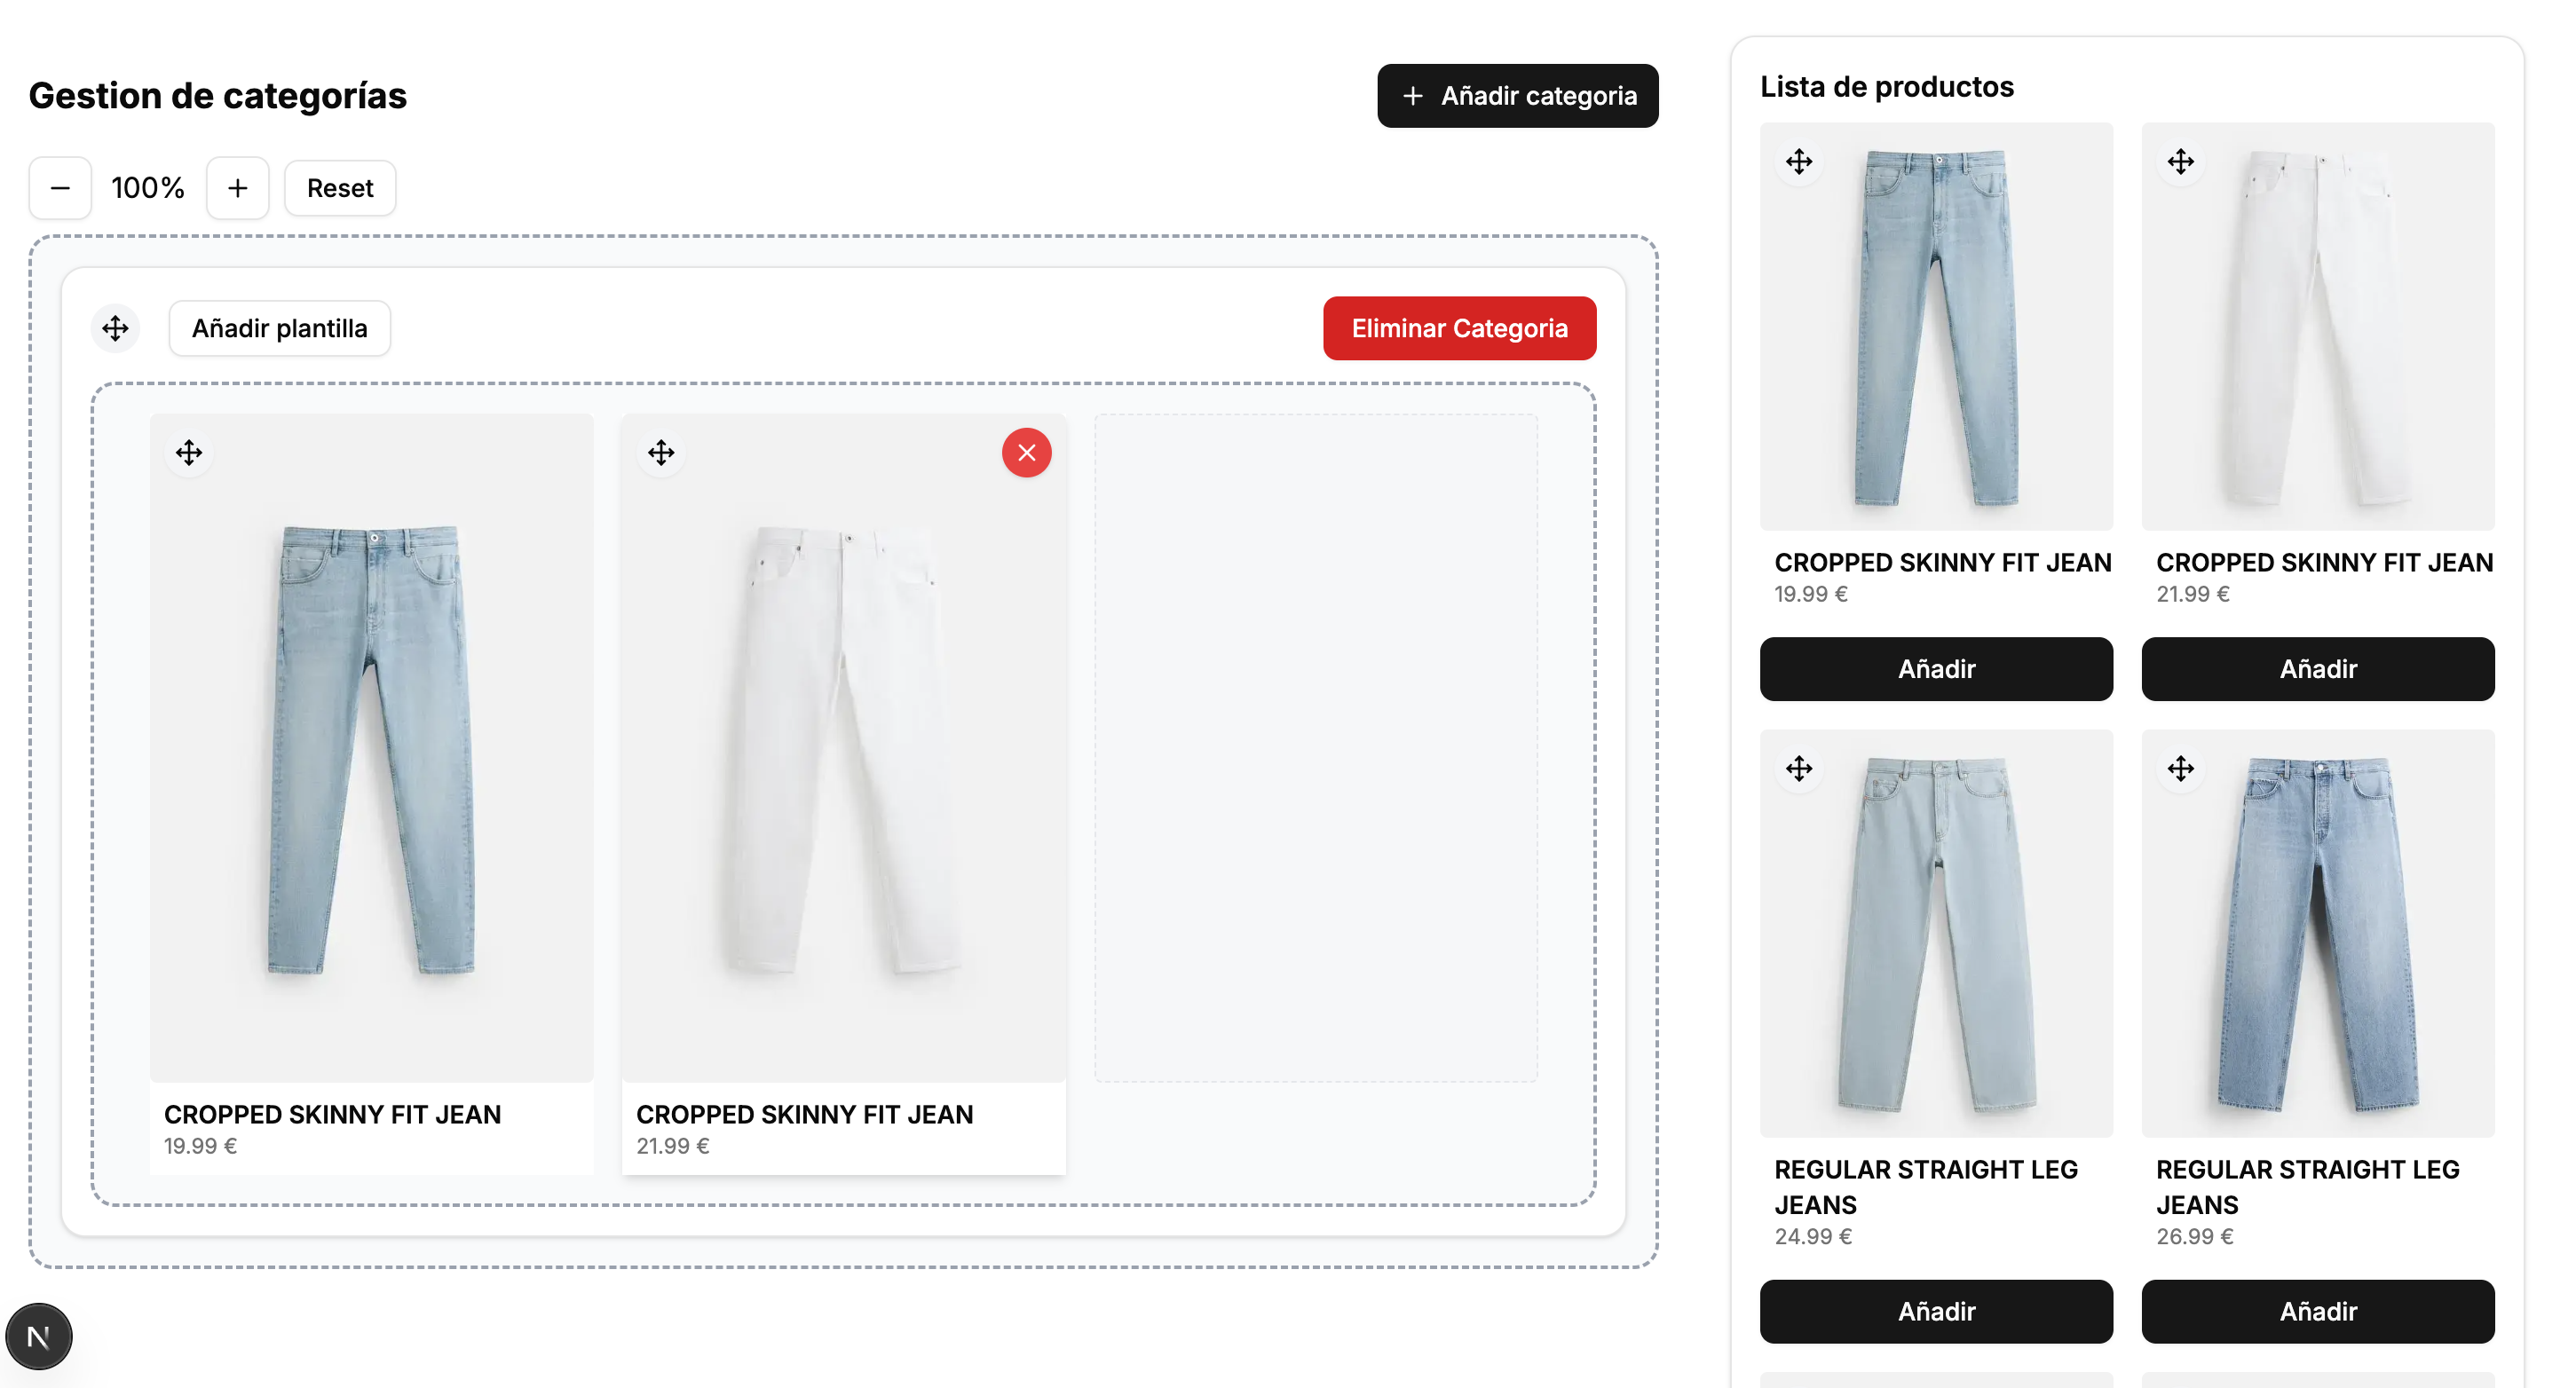 Gestion de categorías
Añadir categoria
100%
Reset
Añadir plantilla
Eliminar Categoria
CROPPED SKINNY FIT JEAN
19.99 €
CROPPED SKINNY FIT JEAN
21.99 €
N
Lista de productos
CROPPED SKINNY FIT JEAN
19.99 €
Añadir
CROPPED SKINNY FIT JEAN
21.99 €
Añadir
REGULAR STRAIGHT LEG
JEANS
24.99 €
Añadir
REGULAR STRAIGHT LEG
JEANS
26.99 €
Añadir